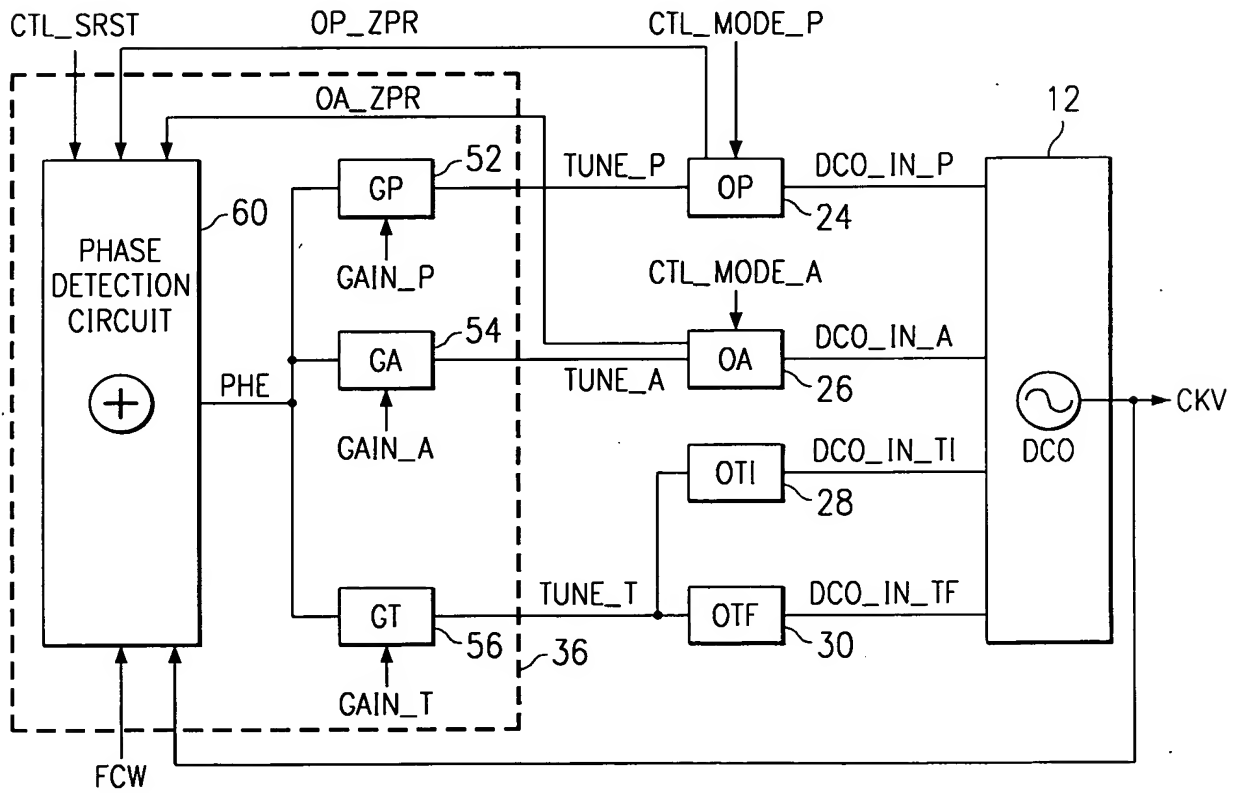 CTL_SRST
OP_ZPR
CTL_MODE_P
OA_ZPR
12
52
GP
TUNE_P
OP
DCO_IN_P
24
60
PHASE
DETECTION
CIRCUIT
GAIN_P
CTL_MODE_A
54
GA
TUNE_A
OA
DCO_IN_A
26
PHE
GAIN_A
CKV
DCO
OTI
DCO_IN_TI
28
GT
TUNE_T
OTF
DCO_IN_TF
56
36
30
GAIN_T
FCW